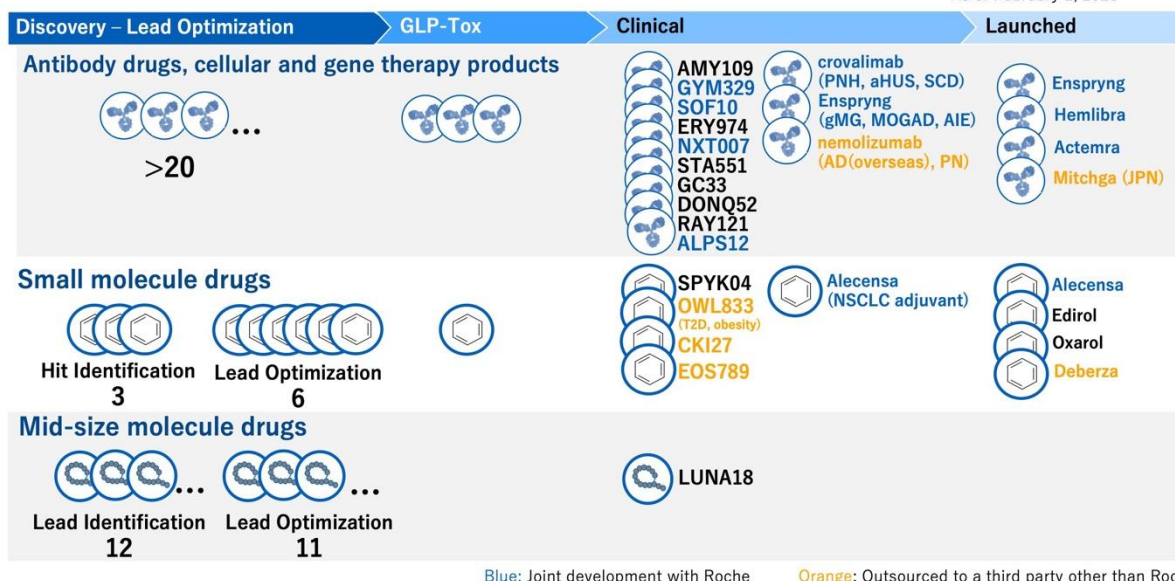 Discovery – Lead Optimization
GLP-Tox
Clinical
Launched
Antibody drugs, cellular and gene therapy products
...
>20
AMY109
GYM329
SOF10
ERY974
NXT007
STA551
GC33
DONQ52
RAY121
ALPS12
crovalimab
(PNH, aHUS, SCD)
Enspryng
(gMG, MOGAD, AIE)
nemolizumab
(AD(overseas), PN)
Enspryng
Hemlibra
Actemra
Mitchga (JPN)
Small molecule drugs
Hit Identification
3
Lead Optimization
6
SPYK04
OWL833
(T2D, obesity)
CKI27
EOS789
Alecensa
(NSCLC adjuvant)
Alecensa
Edirol
Oxarol
Deberza
Mid-size molecule drugs
...
Lead Identification
12
...
Lead Optimization
11
LUNA18
Blue: Joint development with Roche
Orange: Outsourced to a third party other than